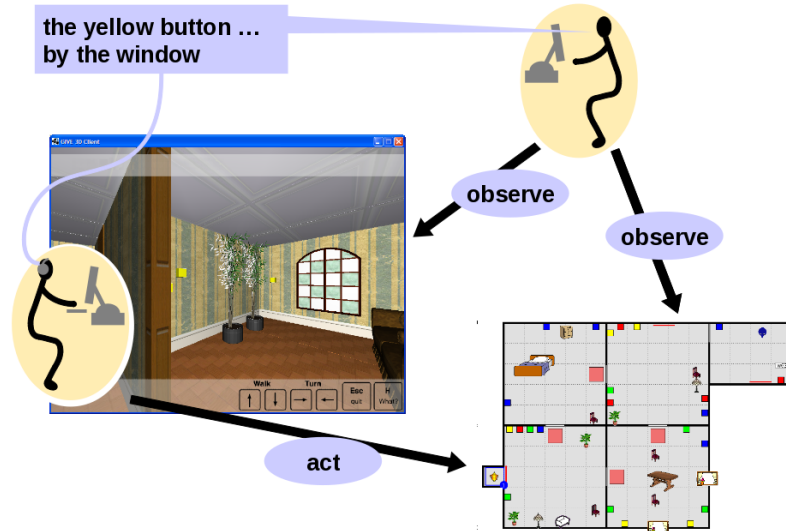 the yellow button …
by the window
GIVE 3D Client
observe
observe
Walk
Turn
Esc
quit
H
What?
act